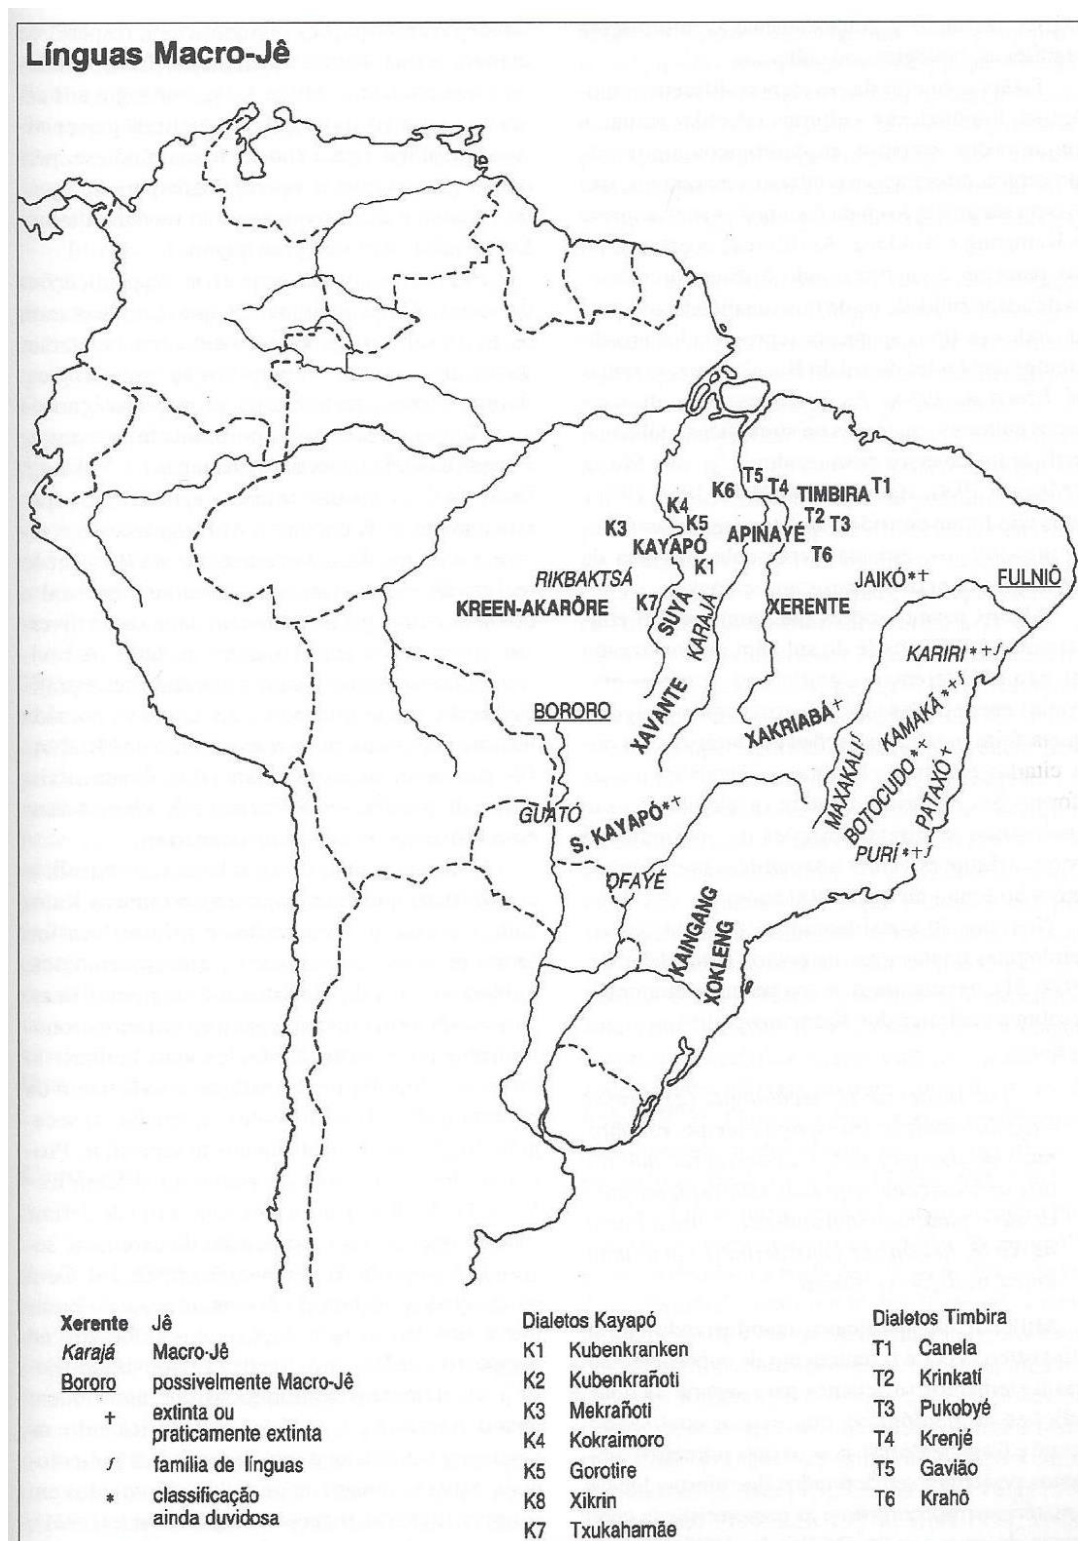 Línguas Macro-Jê
T5
T4
TIMBIRA
T1
K6
K4
T2
T3
K3
K5
APINAYÉ
KAYAPÓ
T6
K1
RIKBAKTSÁ
JAIKÓ*+
FULNIÔ
KREEN-AKARÔRE
K7
SUYÁ
KARAJÁ
XERENTE
KARIRI*+ʃ
BORORO
XAVANTE
XAKRIABÁ+
KAMAKÃ*+ʃ
MAXAKALI
BOTOCUDO*+
PATAXÓ+
GUATÓ
S. KAYAPÓ*+
PURÍ*+ʃ
OFAYÉ
KAINGANG
XOKLENG
Xerente Jê
Karajá Macro-Jê
Bororo possivelmente Macro-Jê
+ extinta ou
praticamente extinta
ʃ família de línguas
* classificação
ainda duvidosa
Dialetos Kayapó
K1 Kubenkranken
K2 Kubenkrañoti
K3 Mekrañoti
K4 Kokraimoro
K5 Gorotire
K8 Xikrin
K7 Txukahamãe
Dialetos Timbira
T1 Canela
T2 Krinkatí
T3 Pukobyé
T4 Krenjé
T5 Gavião
T6 Krahô